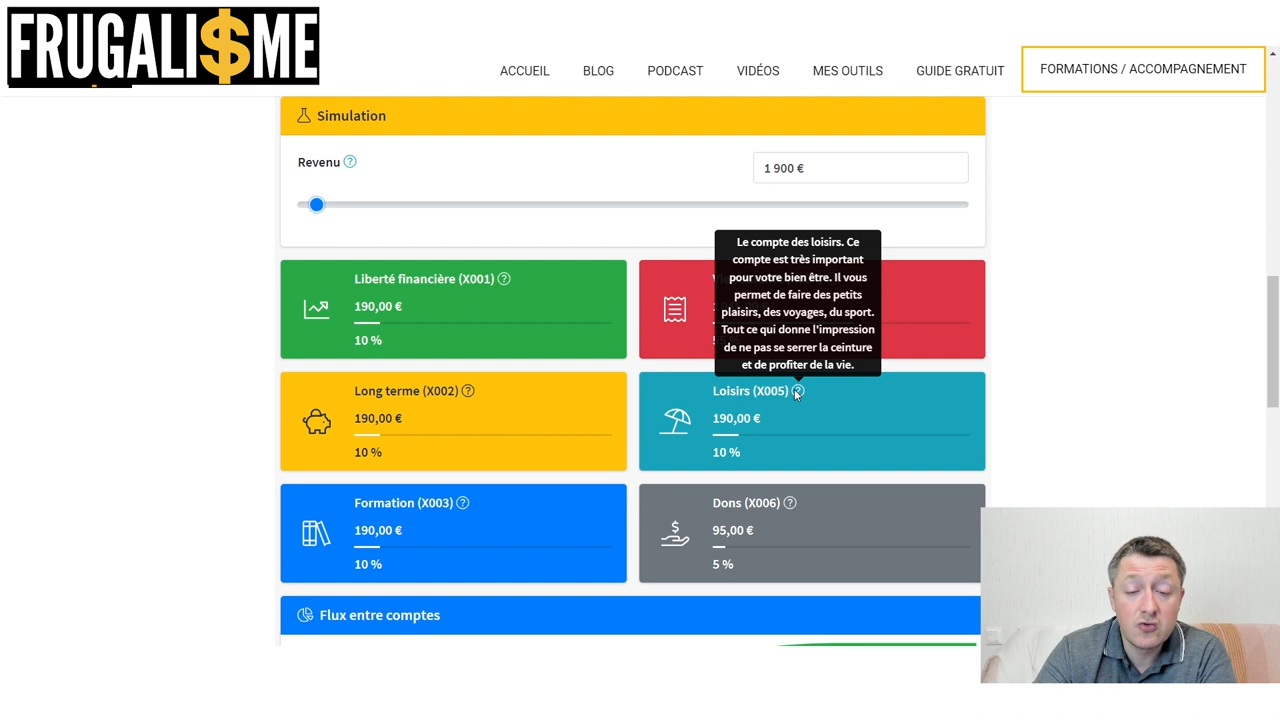 FRUGALI$ME
ACCUEIL
BLOG
PODCAST
VIDÉOS
MES OUTILS
GUIDE GRATUIT
FORMATIONS / ACCOMPAGNEMENT
Simulation
Revenu
1 900 €
Le compte des loisirs. Ce
compte est très important
pour votre bien être. Il vous
permet de faire des petits
plaisirs, des voyages, du sport.
Tout ce qui donne l'impression
de ne pas se serrer la ceinture
et de profiter de la vie.
Liberté financière (X001)
190,00 €
10 %
Long terme (X002)
190,00 €
10 %
Loisirs (X005)
190,00 €
10 %
Formation (X003)
190,00 €
10 %
Dons (X006)
95,00 €
5 %
Flux entre comptes